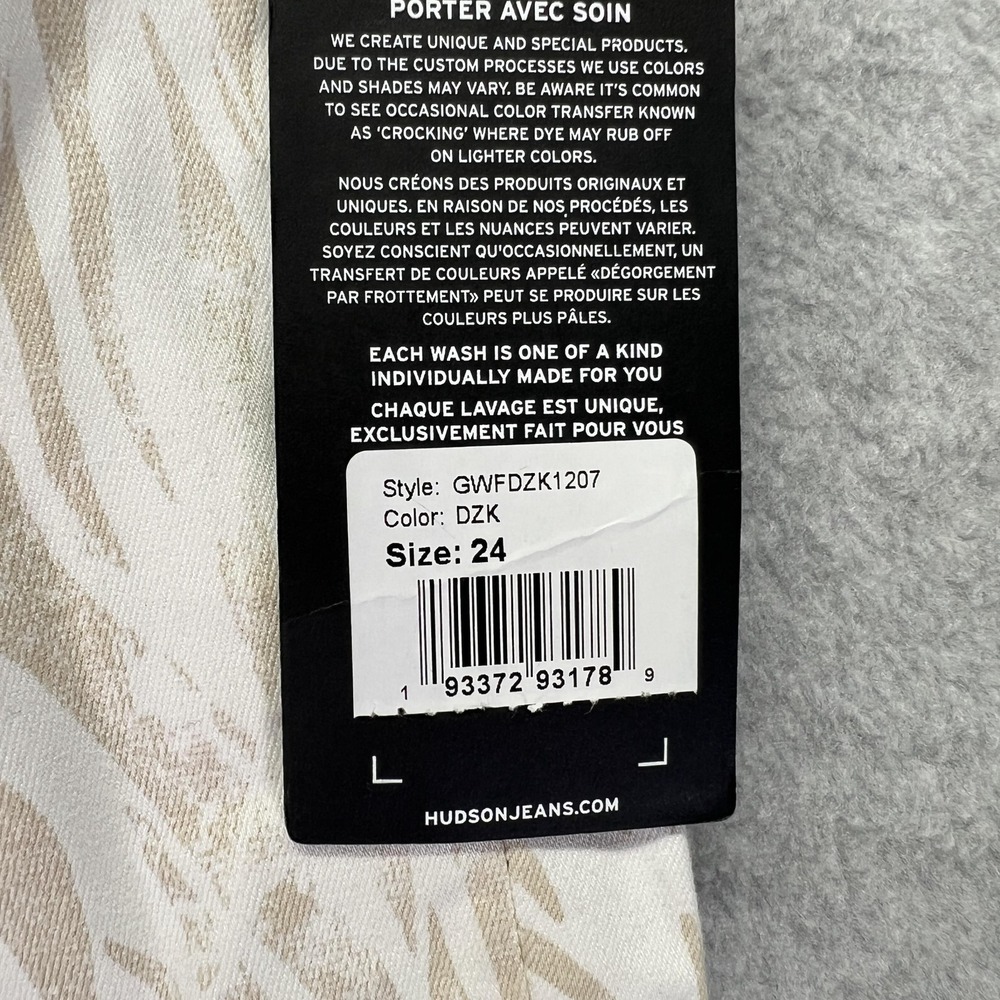 PORTER AVEC SOIN
WE CREATE UNIQUE AND SPECIAL PRODUCTS.
DUE TO THE CUSTOM PROCESSES WE USE COLORS
AND SHADES MAY VARY. BE AWARE IT'S COMMON
TO SEE OCCASIONAL COLOR TRANSFER KNOWN
AS 'CROCKING' WHERE DYE MAY RUB OFF
ON LIGHTER COLORS.
NOUS CRÉONS DES PRODUITS ORIGINAUX ET
UNIQUES. EN RAISON DE NOS PROCÉDÉS, LES
COULEURS ET LES NUANCES PEUVENT VARIER.
SOYEZ CONSCIENT QU'OCCASIONNELLEMENT, UN
TRANSFERT DE COULEURS APPELÉ «DÉGORGEMENT
PAR FROTTEMENT» PEUT SE PRODUIRE SUR LES
COULEURS PLUS PÂLES.
EACH WASH IS ONE OF A KIND
INDIVIDUALLY MADE FOR YOU
CHAQUE LAVAGE EST UNIQUE,
EXCLUSIVEMENT FAIT POUR VOUS
Style: GWFDZK1207
Color: DZK
Size: 24
1 93372 93178 9
HUDSONJEANS.COM